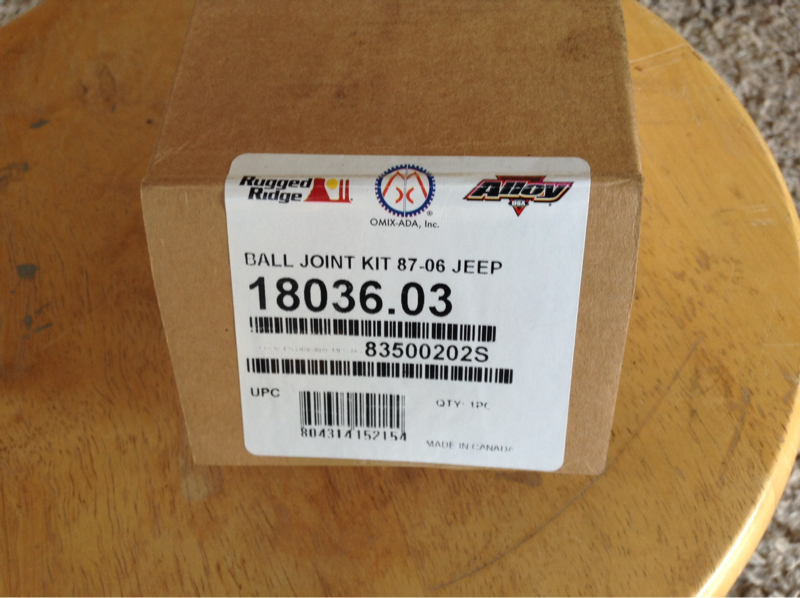 Rugged
Ridge
OMIX-ADA, Inc.
®
Alloy
USA
BALL JOINT KIT 87-06 JEEP
18036.03
83500202S
UPC
QTY: 1PC
804314152154
MADE IN CANADA